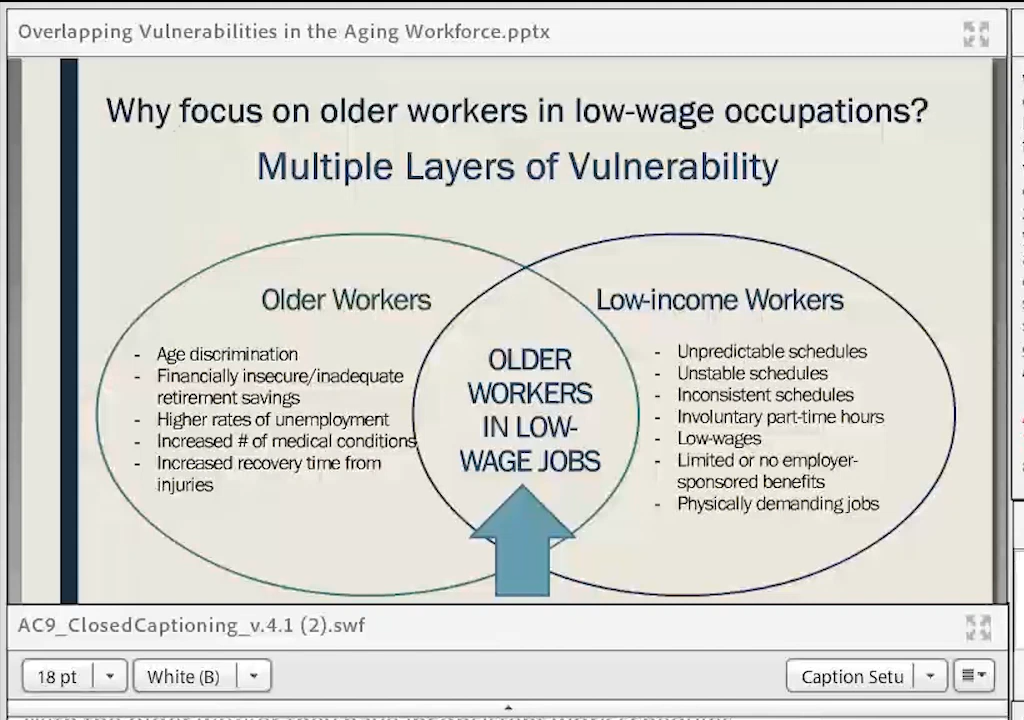 Overlapping Vulnerabilities in the Aging Workforce.pptx
Why focus on older workers in low-wage occupations?
Multiple Layers of Vulnerability
Older Workers
- Age discrimination
- Financially insecure/inadequate
retirement savings
- Higher rates of unemployment
- Increased # of medical conditions
- Increased recovery time from
injuries
OLDER
WORKERS
IN LOW-
WAGE JOBS
Low-income Workers
- Unpredictable schedules
- Unstable schedules
- Inconsistent schedules
- Involuntary part-time hours
- Low-wages
- Limited or no employer-
sponsored benefits
- Physically demanding jobs
AC9_ClosedCaptioning_v.4.1 (2).swf
18 pt
White (B)
Caption Setu